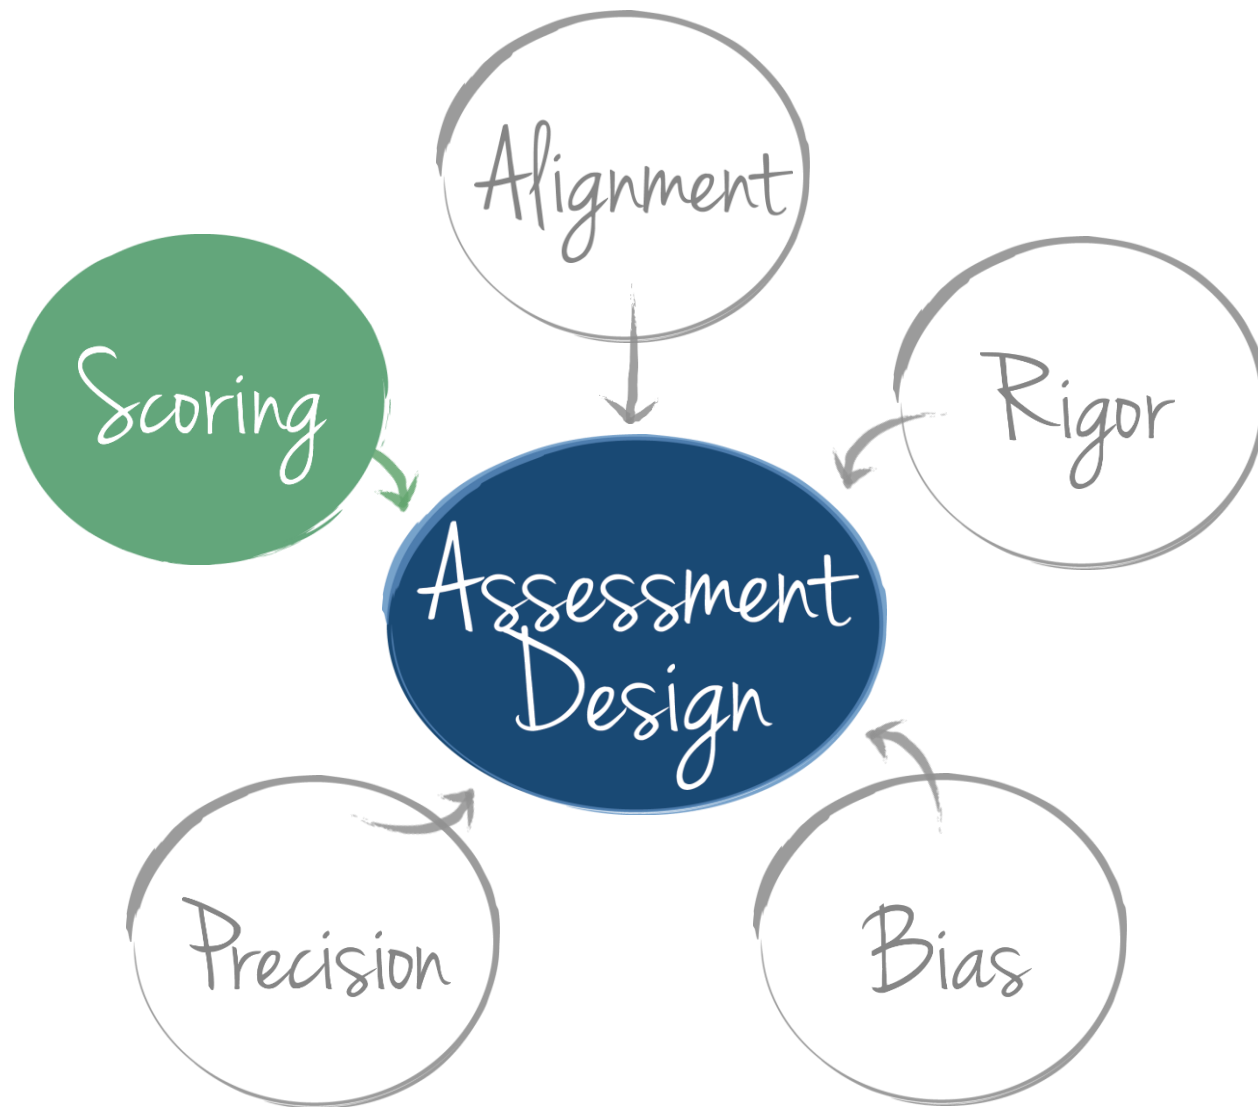 Alignment
Scoring
Rigor
Assessment
Design
Precision
Bias